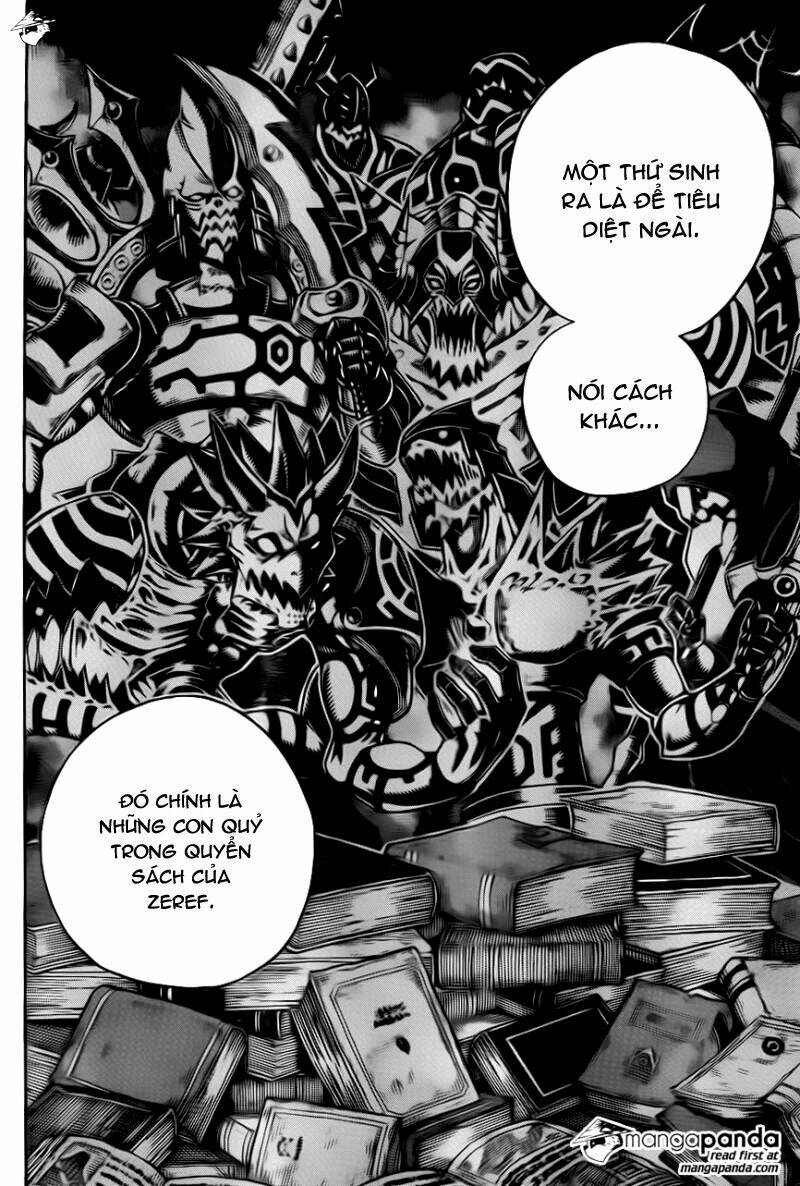 MỘT THỨ SINH
RA LÀ ĐỂ TIÊU
DIỆT NGÀI.
NÓI CÁCH
KHÁC...
ĐÓ CHÍNH LÀ
NHỮNG CON QUỶ
TRONG QUYỂN
SÁCH CỦA
ZEREF.
mangapanda
read first at
mangapanda.com